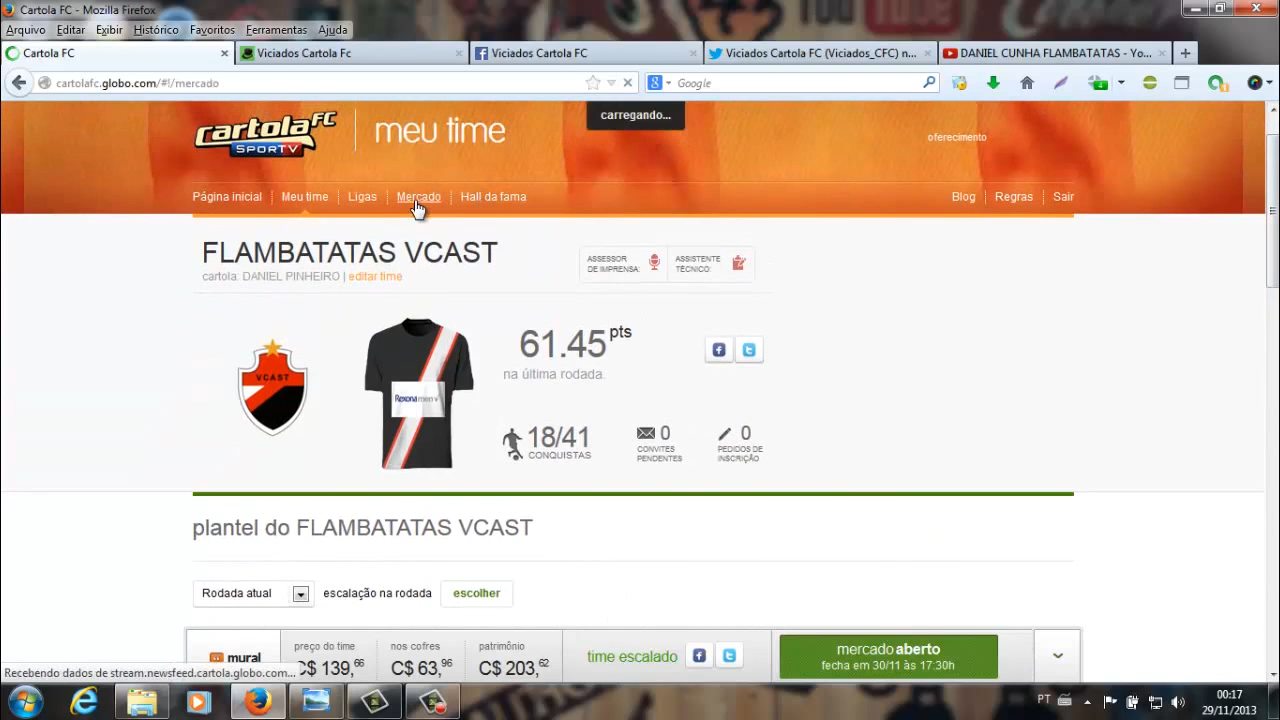 Cartola FC - Mozilla Firefox
Arquivo Editar Exibir Histórico Favoritos Ferramentas Ajuda
Cartola FC × Viciados Cartola Fc × Viciados Cartola FC × Viciados Cartola FC (Viciados_CFC) n... × DANIEL CUNHA FLAMBATATAS - Yo... × +
cartolafc.globo.com/#!/mercado Google
carregando...
cartola FC
SPORTV
meu time
oferecimento
Página inicial Meu time Ligas Mercado Hall da fama Blog Regras Sair
FLAMBATATAS VCAST
cartola: DANIEL PINHEIRO | editar time
ASSESSOR
DE IMPRENSA:
ASSISTENTE
TÉCNICO:
61.45 pts
na última rodada.
VCAST
Rexona men
18/41
CONQUISTAS
0
CONVITES
PENDENTES
0
PEDIDOS DE
INSCRIÇÃO
plantel do FLAMBATATAS VCAST
Rodada atual escalação na rodada escolher
mural
preço do time
C$ 139,66
nos cofres
C$ 63,96
patrimônio
C$ 203,62
time escalado
mercado aberto
fecha em 30/11 às 17:30h
Recebendo dados de stream.newsfeed.cartola.globo.com...
PT
00:17
29/11/2013